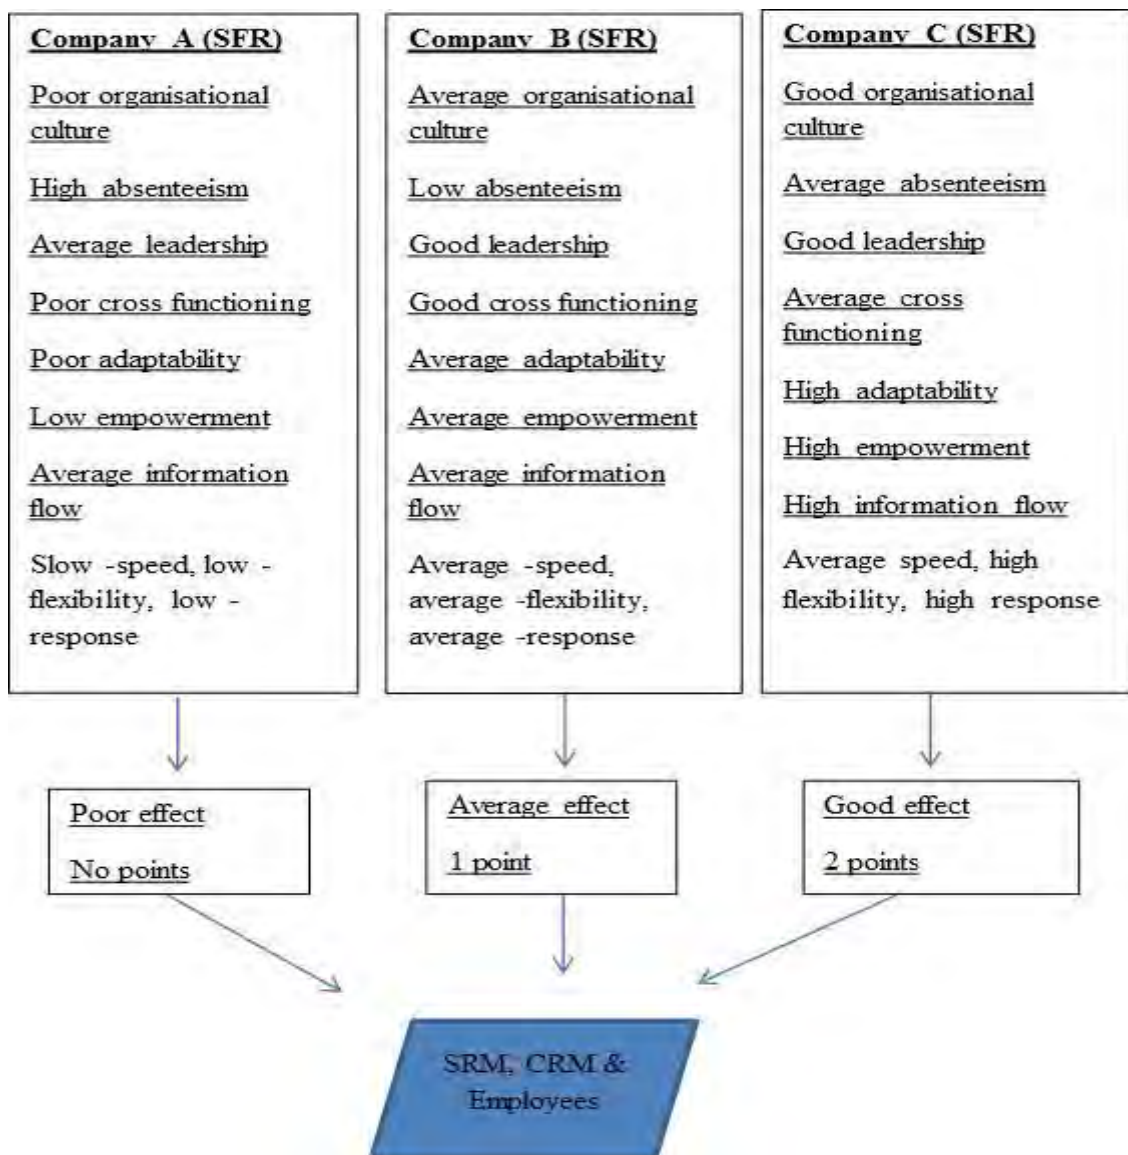 Company A (SFR)
Poor organisational
culture
High absenteeism
Average leadership
Poor cross functioning
Poor adaptability
Low empowerment
Average information
flow
Slow -speed, low -
flexibility, low -
response
Company B (SFR)
Average organisational
culture
Low absenteeism
Good leadership
Good cross functioning
Average adaptability
Average empowerment
Average information
flow
Average -speed,
average -flexibility,
average -response
Company C (SFR)
Good organisational
culture
Average absenteeism
Good leadership
Average cross
functioning
High adaptability
High empowerment
High information flow
Average speed, high
flexibility, high response
Poor effect
No points
Average effect
1 point
Good effect
2 points
SRM, CRM &
Employees